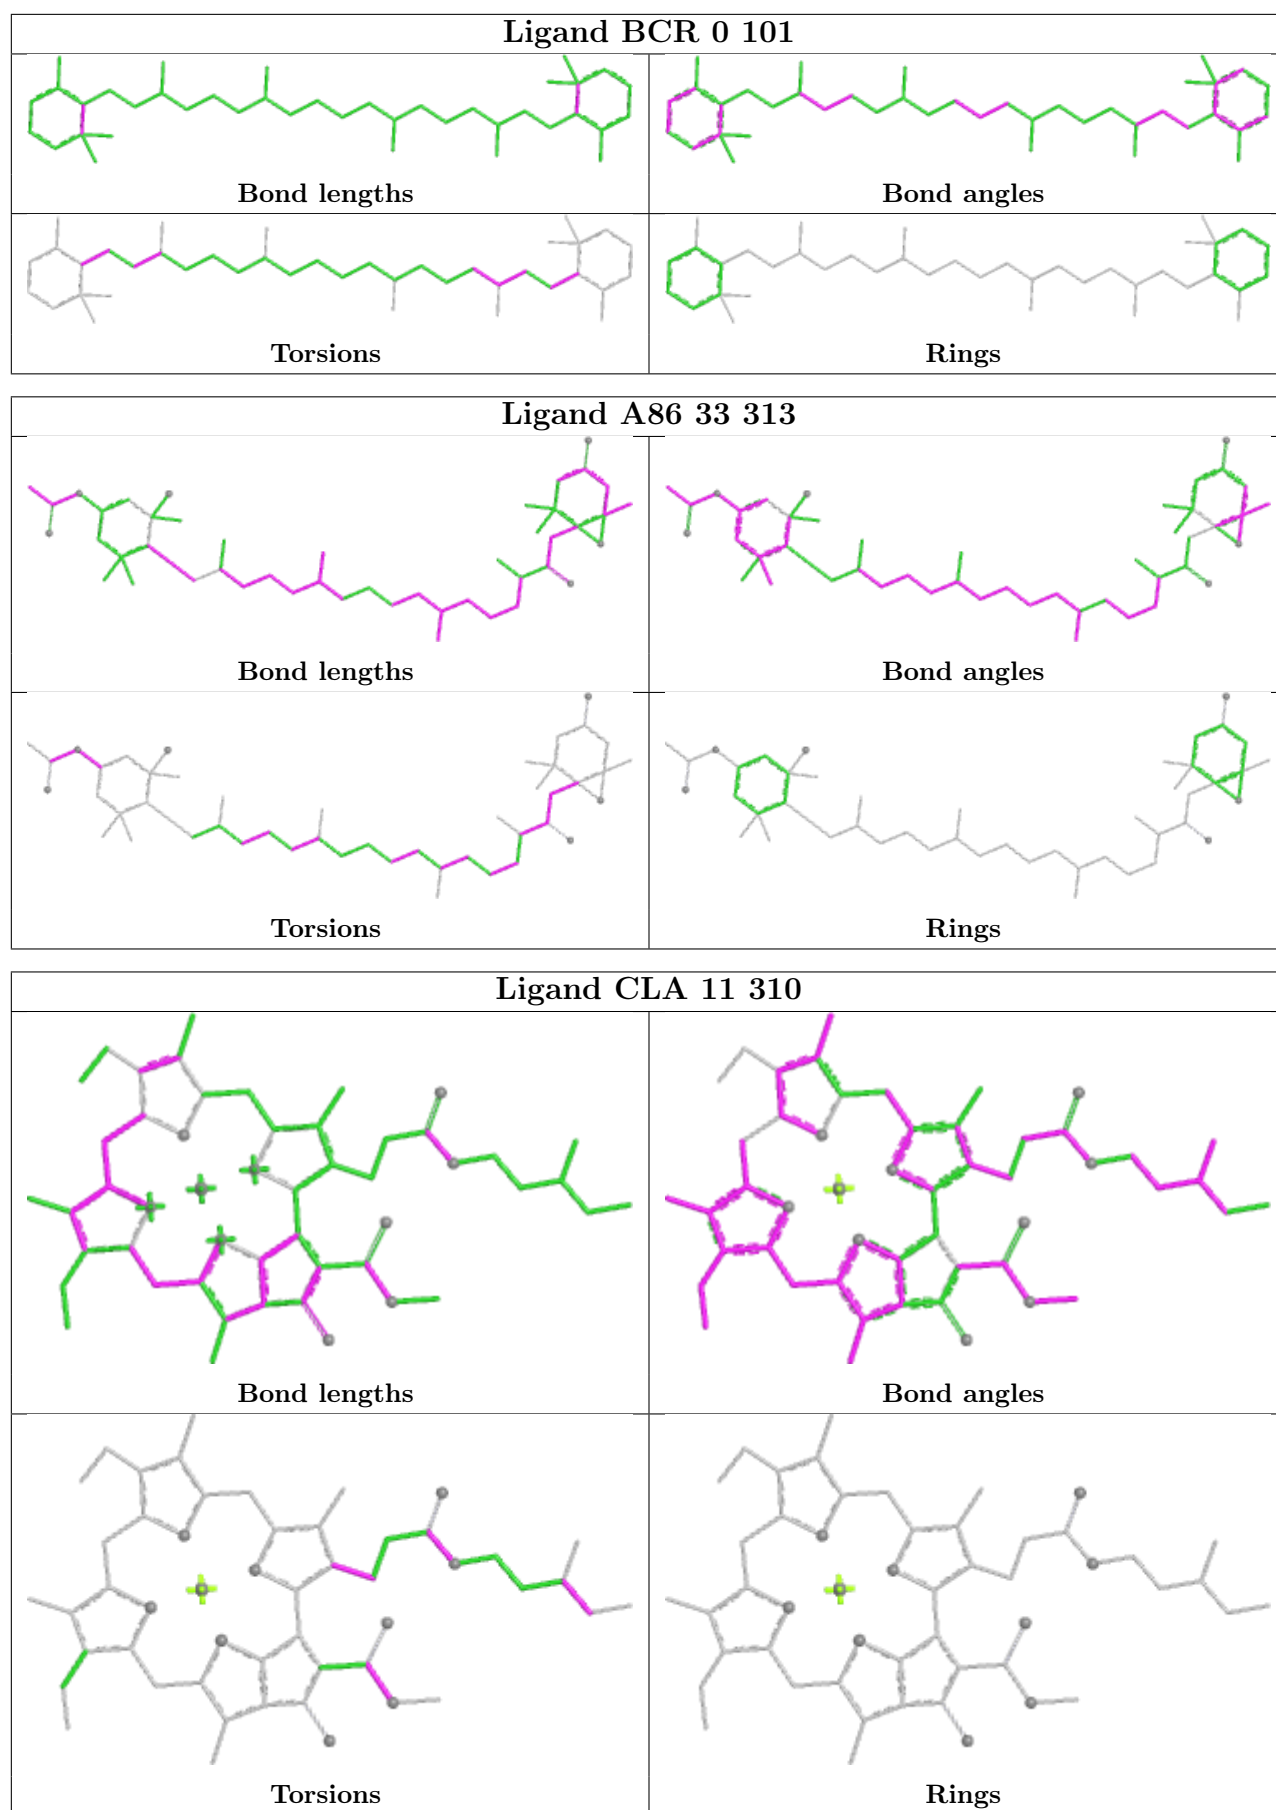 Ligand BCR 0 101
Bond lengths
Bond angles
Torsions
Rings
Ligand A86 33 313
Bond lengths
Bond angles
Torsions
Rings
Ligand CLA 11 310
Bond lengths
Bond angles
Torsions
Rings